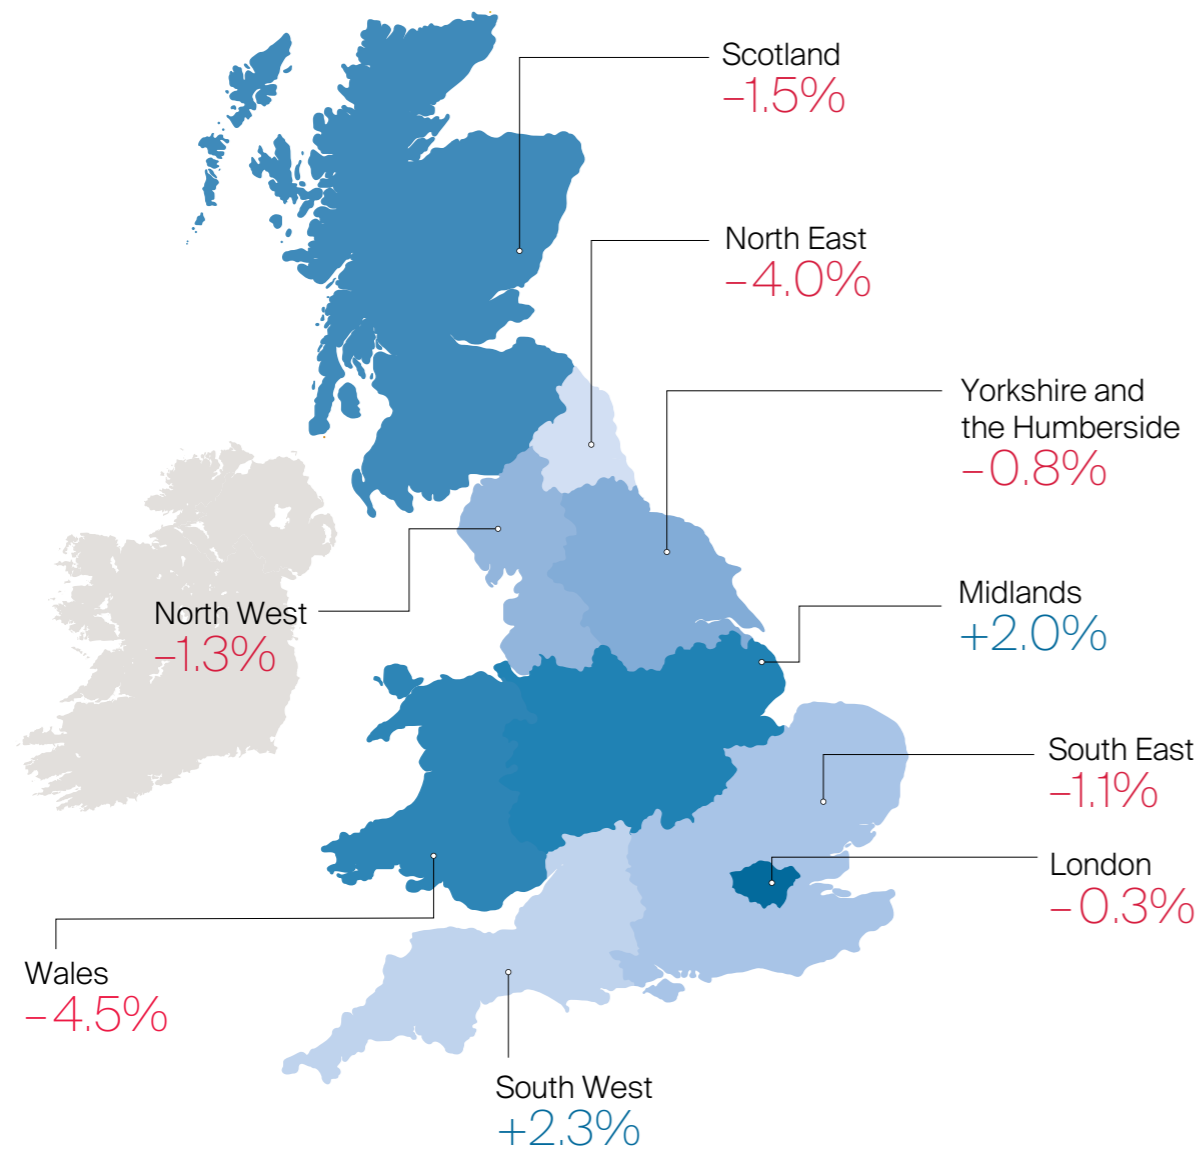 Scotland
–1.5%
North East
–4.0%
Yorkshire and
the Humberside
–0.8%
North West
–1.3%
Midlands
+2.0%
South East
–1.1%
London
–0.3%
Wales
–4.5%
South West
+2.3%